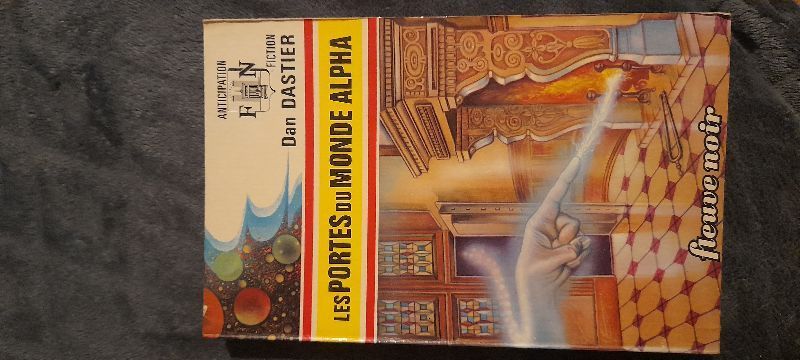 ANTICIPATION
FN
FICTION
Dan DASTIER
LES PORTES DU MONDE ALPHA
fleuve noir